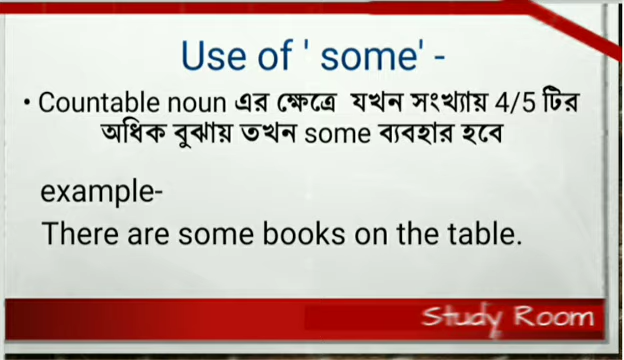 Use of ' some' -
• Countable noun এর ক্ষেত্রে যখন সংখ্যায় 4/5 টির
অধিক বুঝায় তখন some ব্যবহার হবে
example-
There are some books on the table.
Study Room